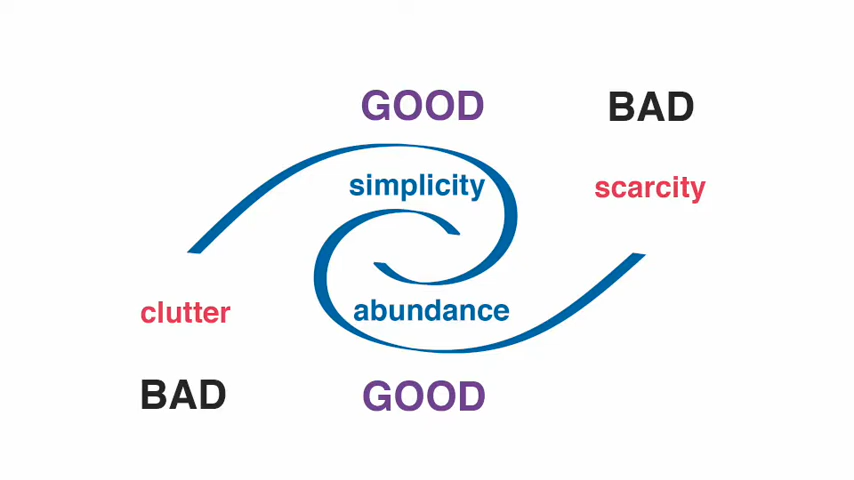 GOOD BAD
simplicity scarcity
clutter abundance
BAD GOOD